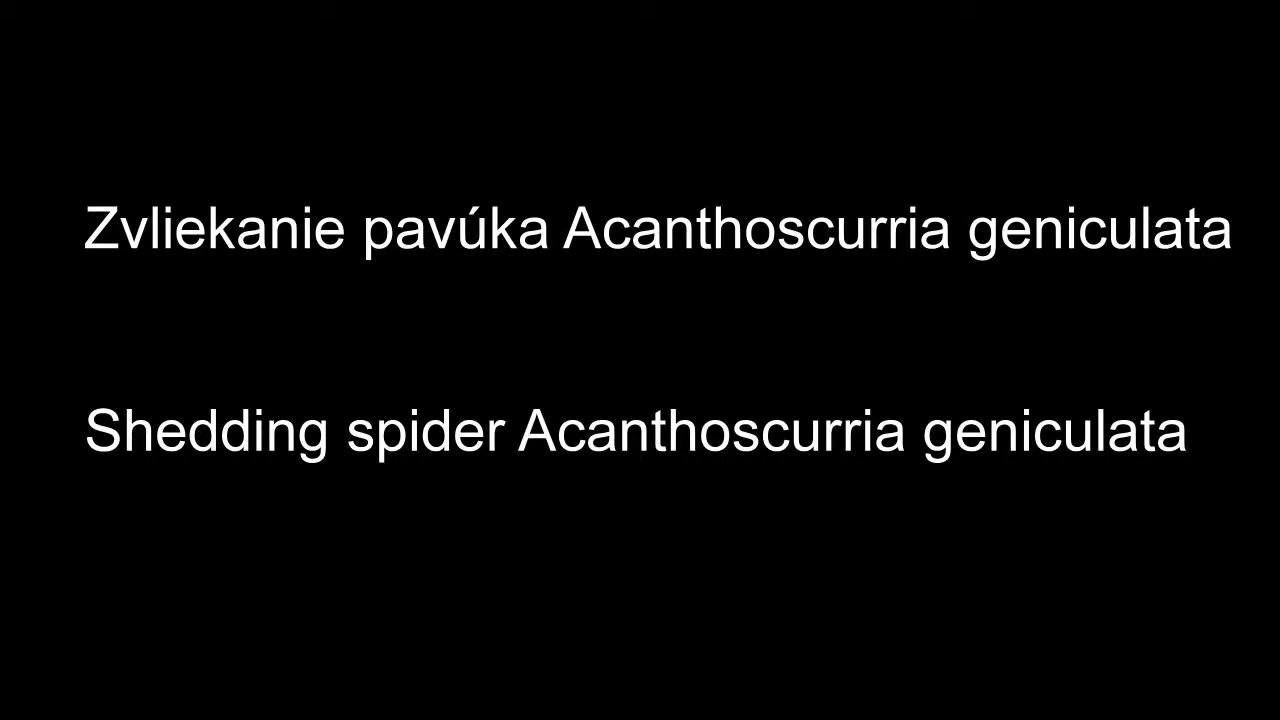 Zvliekanie pavúka Acanthoscurria geniculata
Shedding spider Acanthoscurria geniculata